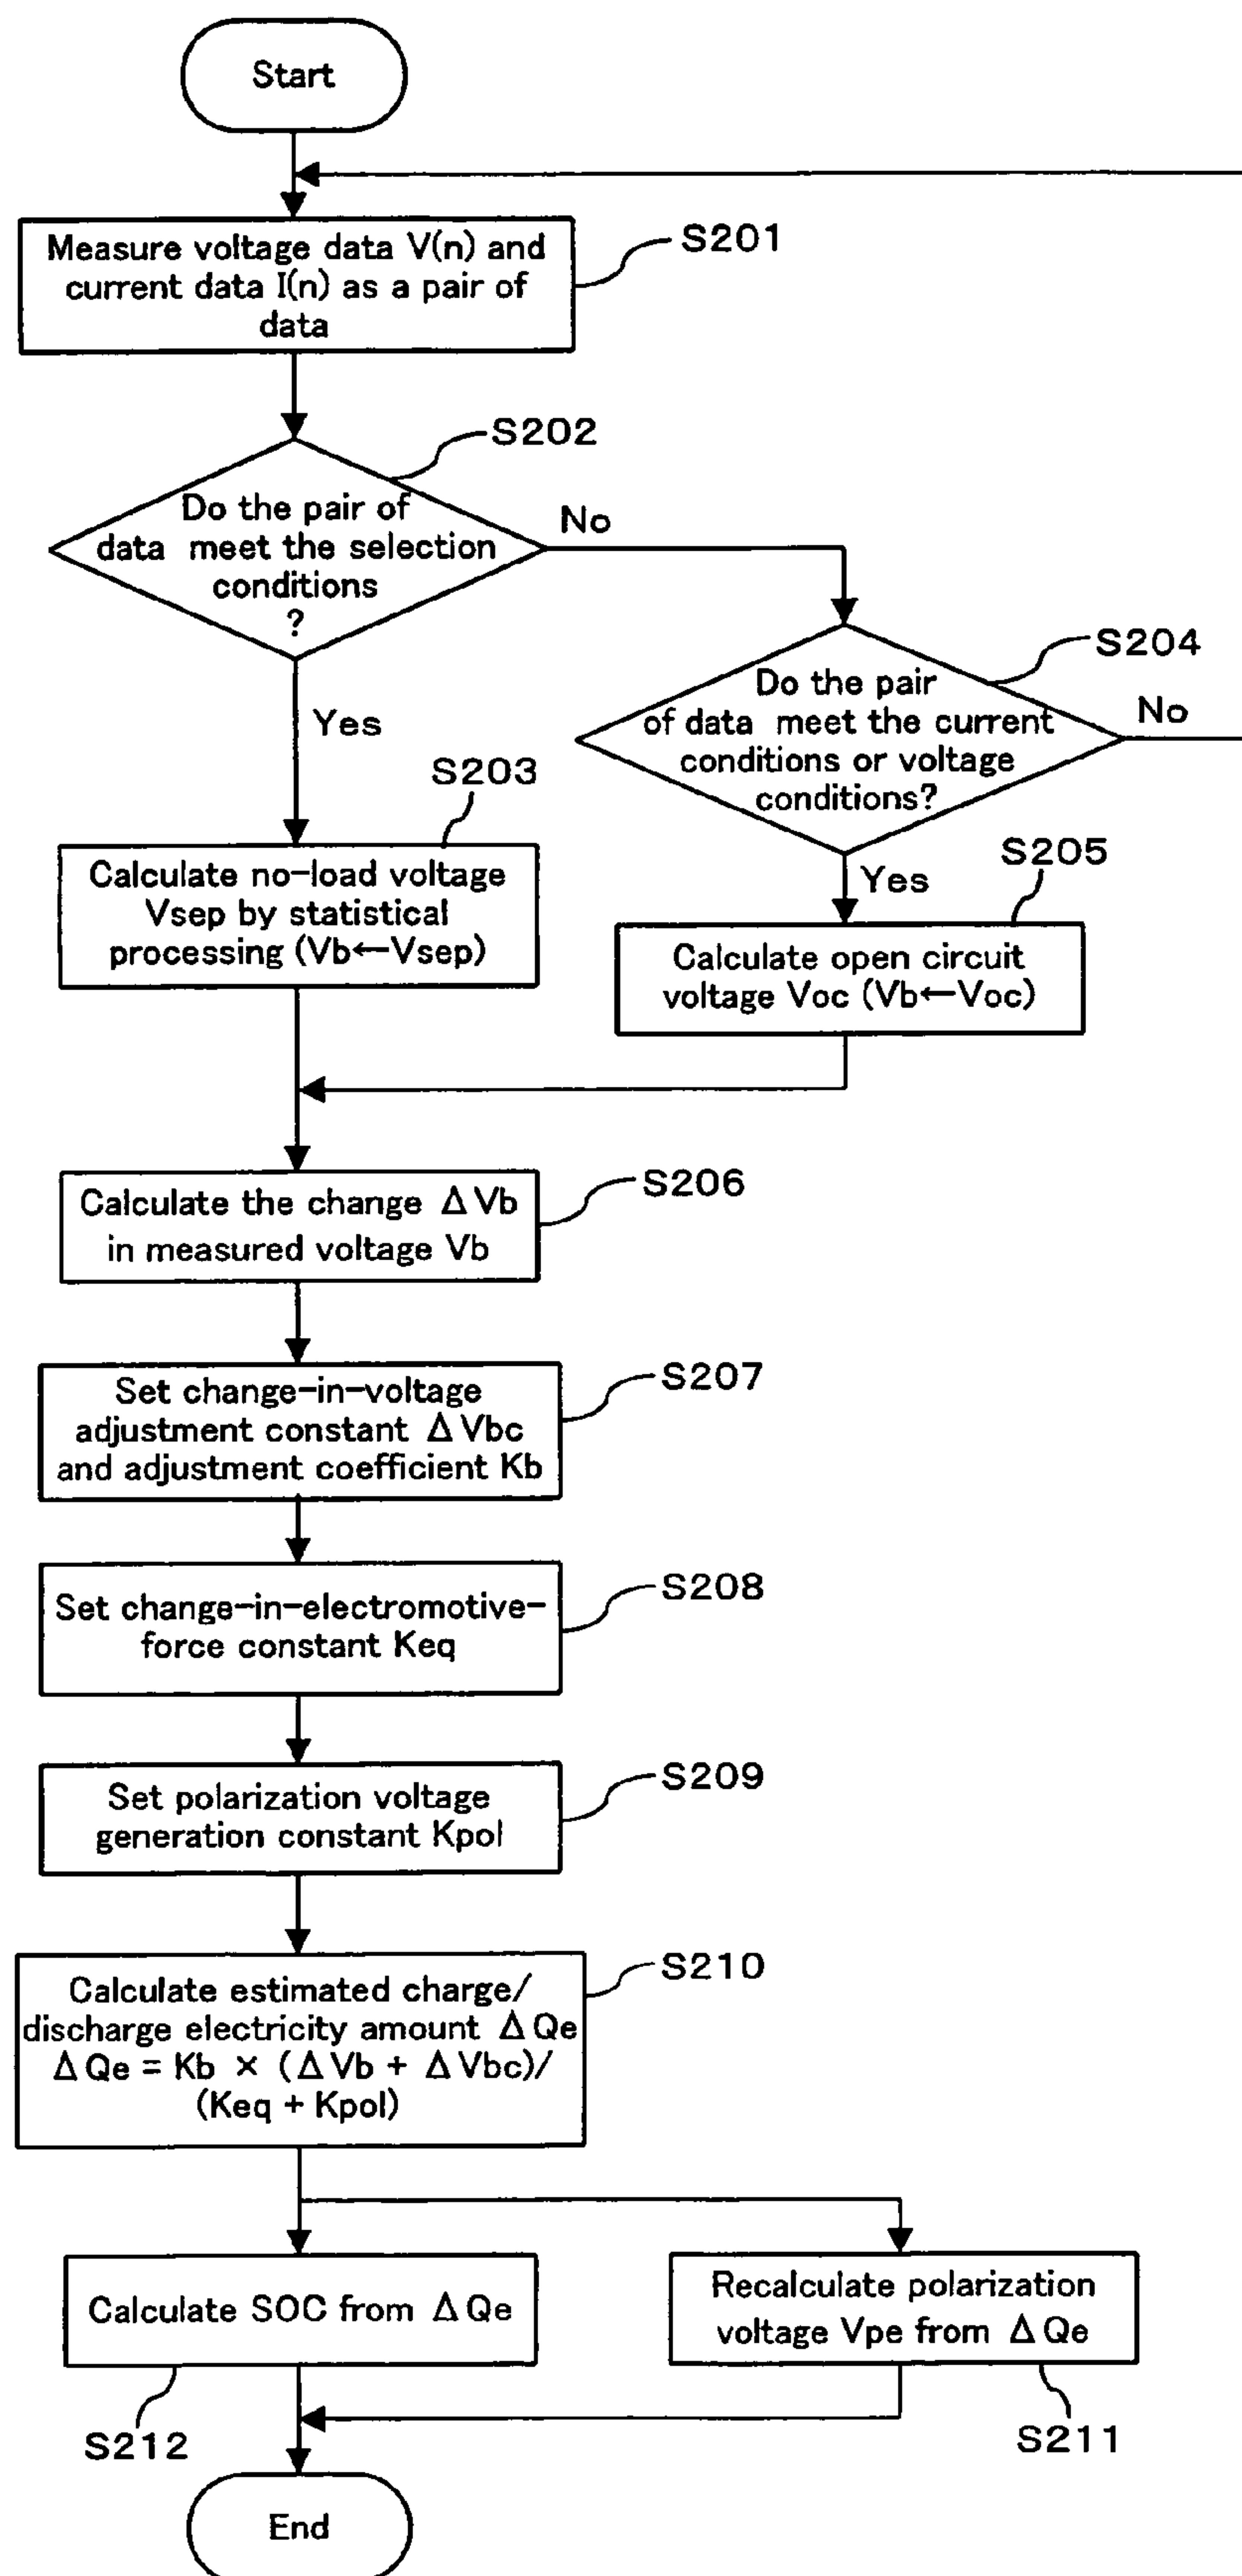 Start
Measure voltage data V(n) and
current data I(n) as a pair of
data
S201
S202
Do the pair of
data meet the selection
conditions
?
No
Yes
S204
Do the pair
of data meet the current
conditions or voltage
conditions?
No
Yes
S203
Calculate no-load voltage
Vsep by statistical
processing (Vb←Vsep)
S205
Calculate open circuit
voltage Voc (Vb←Voc)
S206
Calculate the change ΔVb
in measured voltage Vb
S207
Set change-in-voltage
adjustment constant ΔVbc
and adjustment coefficient Kb
S208
Set change-in-electromotive-
force constant Keq
S209
Set polarization voltage
generation constant Kpol
S210
Calculate estimated charge/
discharge electricity amount ΔQe
ΔQe = Kb × (ΔVb + ΔVbc)/
(Keq + Kpol)
Calculate SOC from ΔQe
S212
Recalculate polarization
voltage Vpe from ΔQe
S211
End